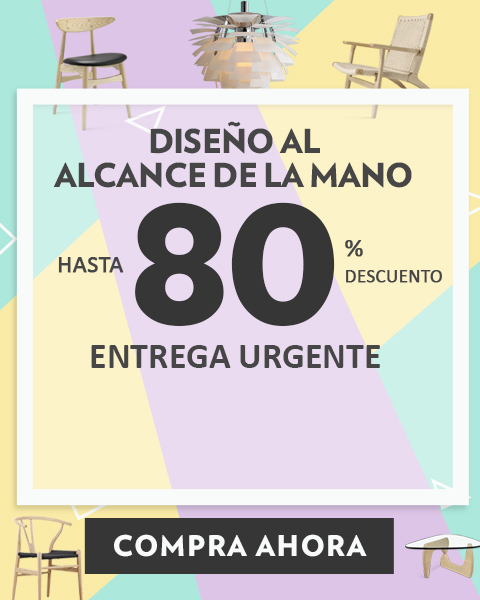 DISEÑO AL
ALCANCE DE LA MANO
HASTA 80 % DESCUENTO
ENTREGA URGENTE
COMPRA AHORA